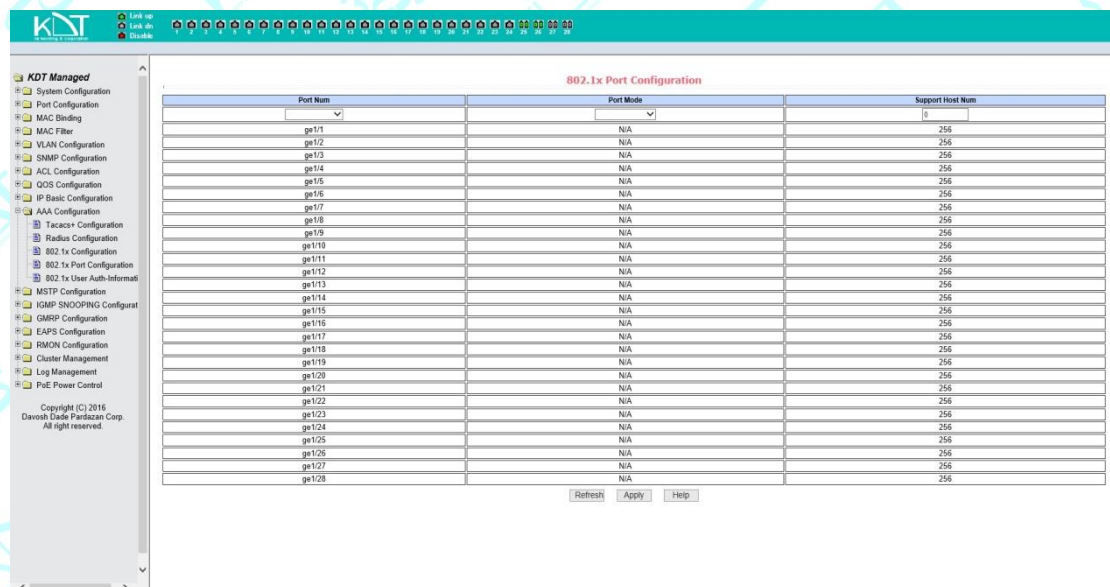 KDT
Link up
Link dn
Disable
1 2 3 4 5 6 7 8 9 10 11 12 13 14 15 16 17 18 19 20 21 22 23 24 25 26 27 28
KDT Managed
System Configuration
Port Configuration
MAC Binding
MAC Filter
VLAN Configuration
SNMP Configuration
ACL Configuration
QOS Configuration
IP Basic Configuration
AAA Configuration
Tacacs+ Configuration
Radius Configuration
802.1x Configuration
802.1x Port Configuration
802.1x User Auth-Informati
MSTP Configuration
IGMP SNOOPING Configurat
GMRP Configuration
EAPS Configuration
RMON Configuration
Cluster Management
Log Management
PoE Power Control
Copyright (C) 2016
Davosh Dade Pardazan Corp.
All right reserved.
802.1x Port Configuration
Port Num Port Mode Support Host Num
0
ge1/1 N/A 256
ge1/2 N/A 256
ge1/3 N/A 256
ge1/4 N/A 256
ge1/5 N/A 256
ge1/6 N/A 256
ge1/7 N/A 256
ge1/8 N/A 256
ge1/9 N/A 256
ge1/10 N/A 256
ge1/11 N/A 256
ge1/12 N/A 256
ge1/13 N/A 256
ge1/14 N/A 256
ge1/15 N/A 256
ge1/16 N/A 256
ge1/17 N/A 256
ge1/18 N/A 256
ge1/19 N/A 256
ge1/20 N/A 256
ge1/21 N/A 256
ge1/22 N/A 256
ge1/23 N/A 256
ge1/24 N/A 256
ge1/25 N/A 256
ge1/26 N/A 256
ge1/27 N/A 256
ge1/28 N/A 256
Refresh Apply Help